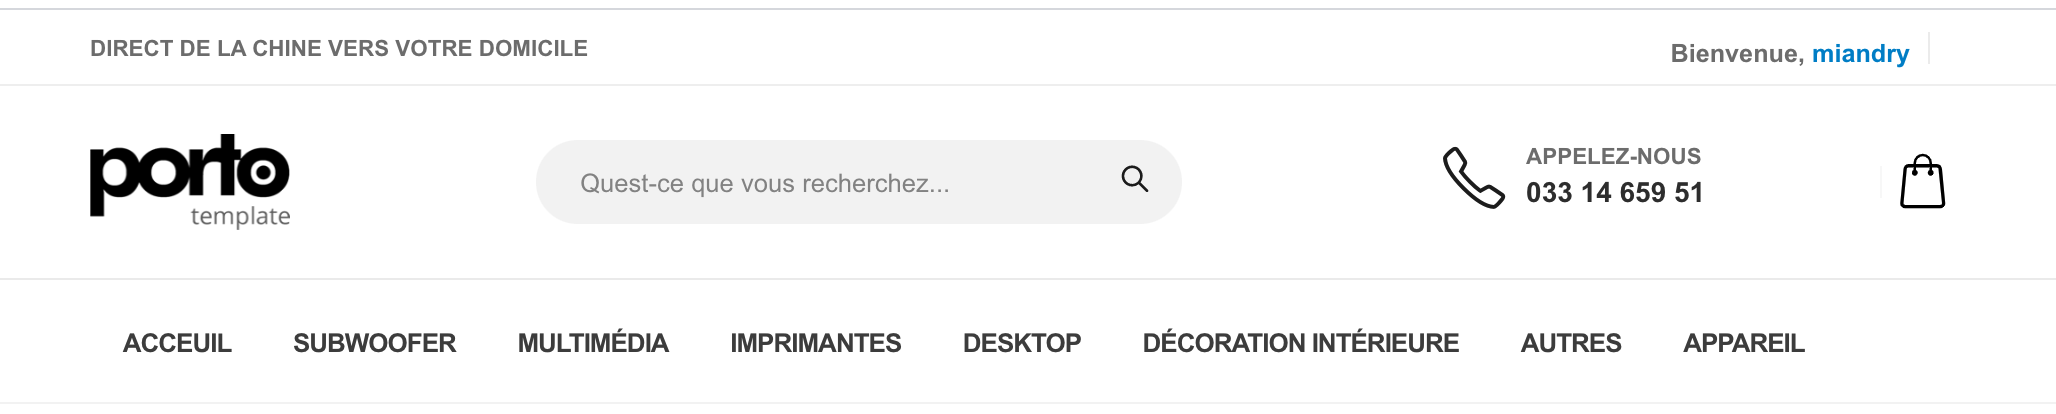 DIRECT DE LA CHINE VERS VOTRE DOMICILE
Bienvenue, miandry
porto
template
Quest-ce que vous recherchez...
APPELEZ-NOUS
033 14 659 51
ACCEUIL SUBWOOFER MULTIMÉDIA IMPRIMANTES DESKTOP DÉCORATION INTÉRIEURE AUTRES APPAREIL